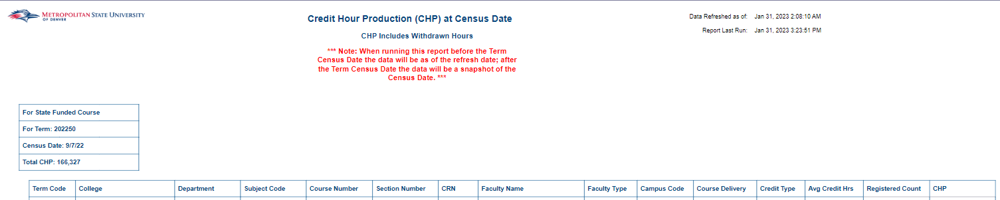 METROPOLITAN STATE UNIVERSITY
OF DENVER
Credit Hour Production (CHP) at Census Date
CHP Includes Withdrawn Hours
*** Note: When running this report before the Term
Census Date the data will be as of the refresh date; after
the Term Census Date the data will be a snapshot of the
Census Date. ***
Data Refreshed as of: Jan 31, 2023 2:08:10 AM
Report Last Run: Jan 31, 2023 3:23:51 PM
For State Funded Course
For Term: 202250
Census Date: 9/7/22
Total CHP: 166,327
Term Code College Department Subject Code Course Number Section Number CRN Faculty Name Faculty Type Campus Code Course Delivery Credit Type Avg Credit Hrs Registered Count CHP